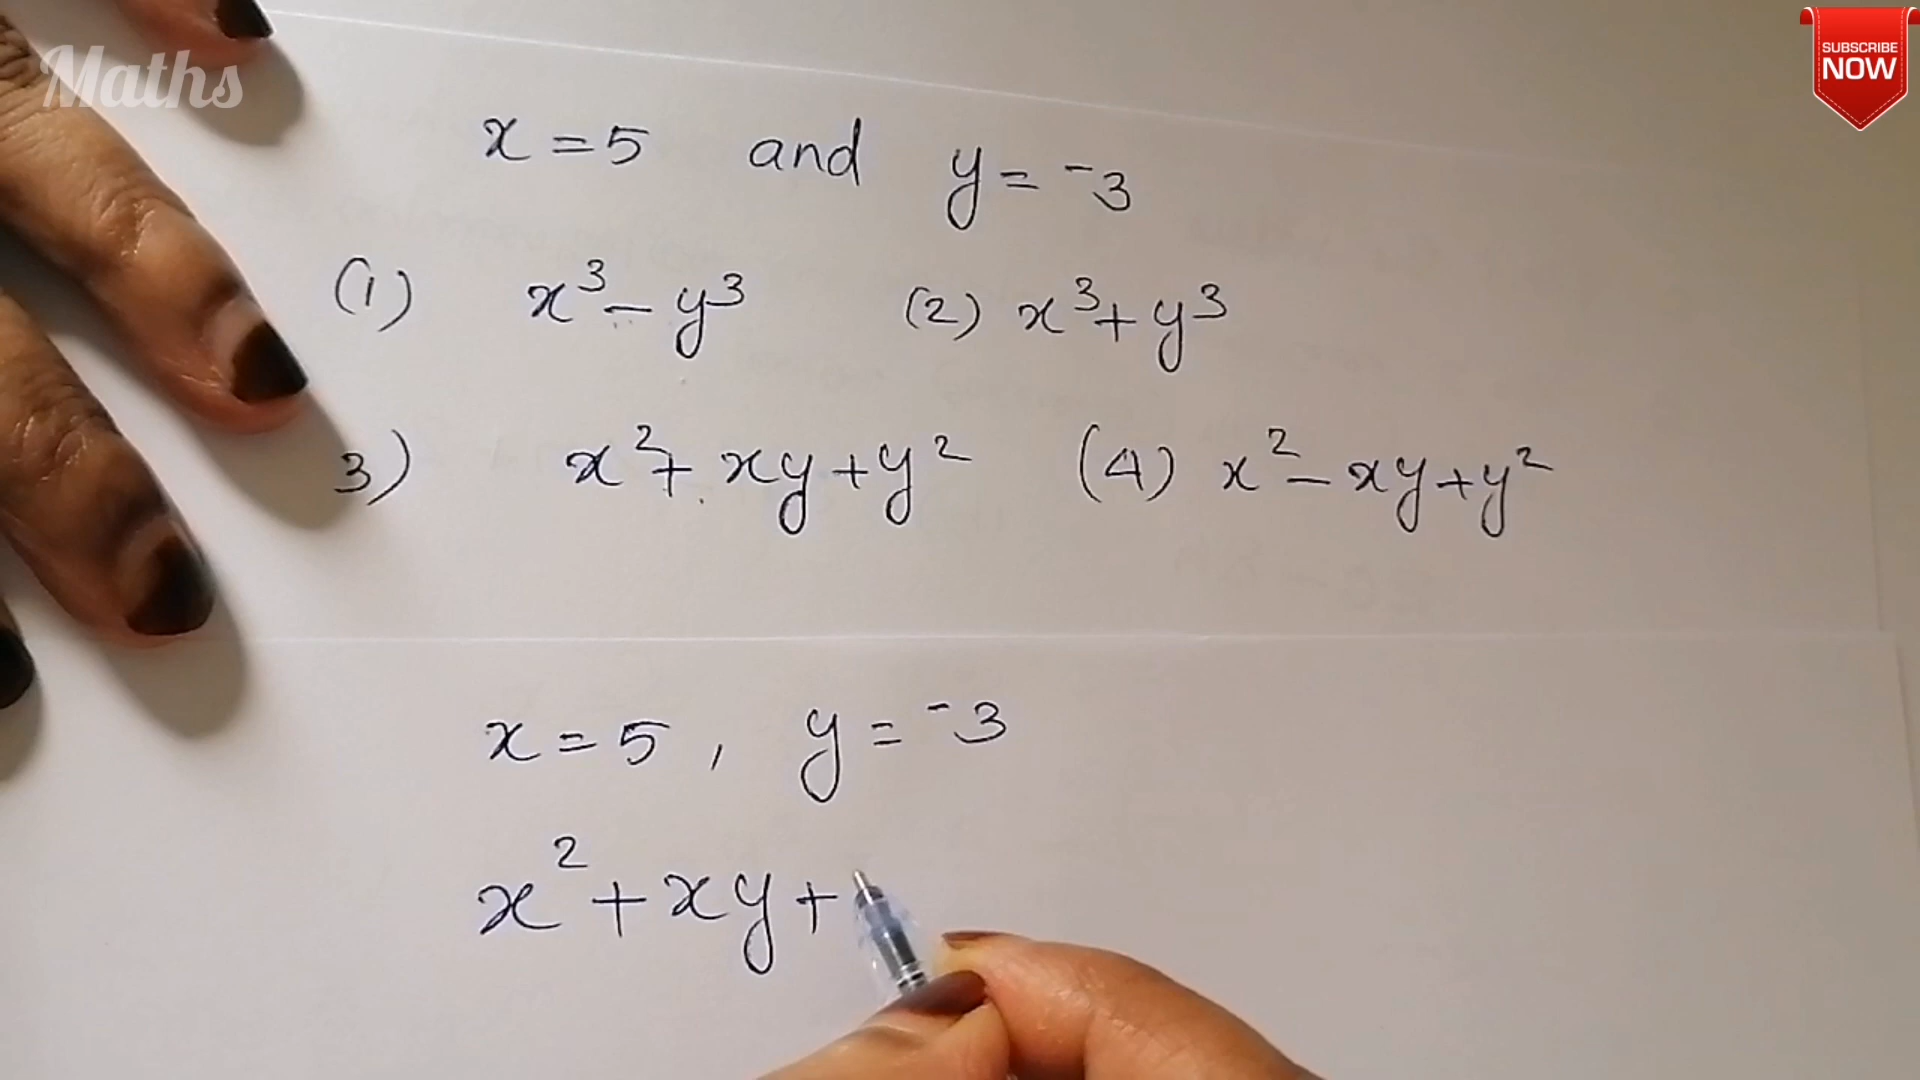 Maths
SUBSCRIBE
NOW
x = 5 and y = -3
(1) x³ - y³ (2) x³ + y³
3) x² + xy + y² (4) x² - xy + y²
x = 5, y = -3
x² + xy +